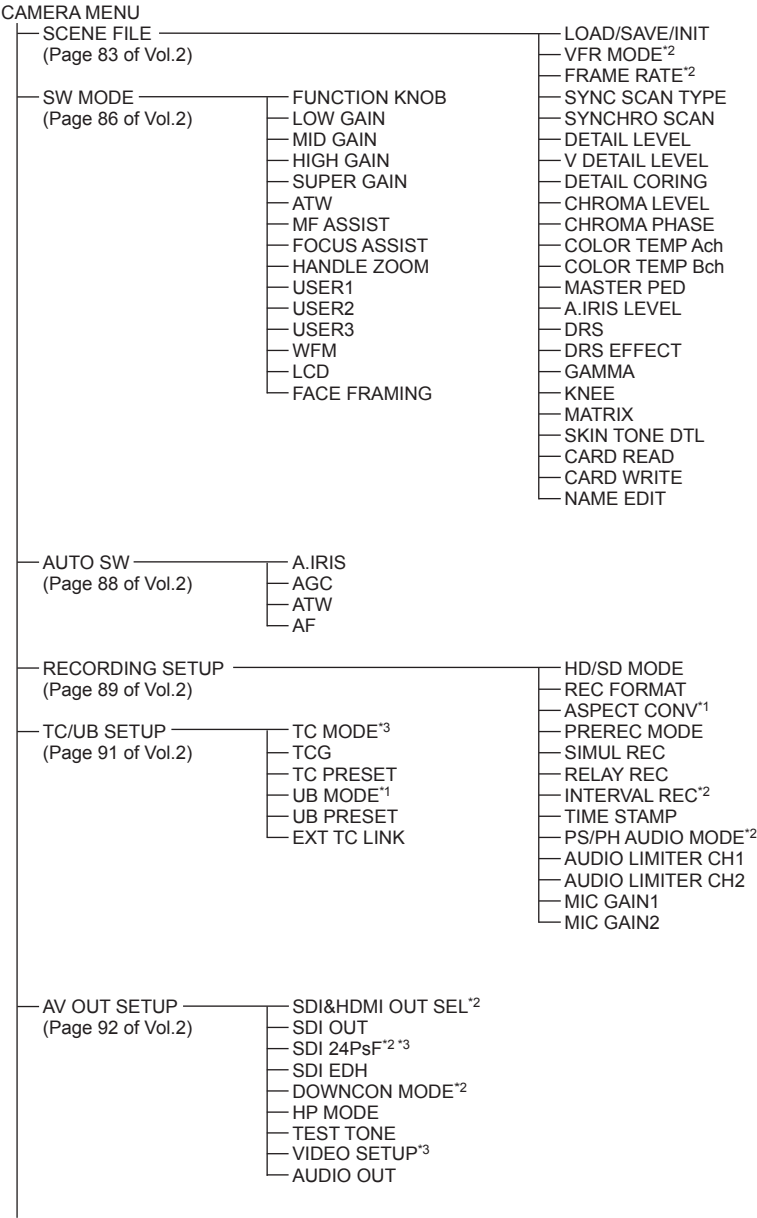 CAMERA MENU
SCENE FILE
(Page 83 of Vol.2)
LOAD/SAVE/INIT
VFR MODE*2
FRAME RATE*2
SYNC SCAN TYPE
SYNCHRO SCAN
DETAIL LEVEL
V DETAIL LEVEL
DETAIL CORING
CHROMA LEVEL
CHROMA PHASE
COLOR TEMP Ach
COLOR TEMP Bch
MASTER PED
A.IRIS LEVEL
DRS
DRS EFFECT
GAMMA
KNEE
MATRIX
SKIN TONE DTL
CARD READ
CARD WRITE
NAME EDIT
SW MODE
(Page 86 of Vol.2)
FUNCTION KNOB
LOW GAIN
MID GAIN
HIGH GAIN
SUPER GAIN
ATW
MF ASSIST
FOCUS ASSIST
HANDLE ZOOM
USER1
USER2
USER3
WFM
LCD
FACE FRAMING
AUTO SW
(Page 88 of Vol.2)
A.IRIS
AGC
ATW
AF
RECORDING SETUP
(Page 89 of Vol.2)
HD/SD MODE
REC FORMAT
ASPECT CONV*1
PREREC MODE
SIMUL REC
RELAY REC
INTERVAL REC*2
TIME STAMP
PS/PH AUDIO MODE*2
AUDIO LIMITER CH1
AUDIO LIMITER CH2
MIC GAIN1
MIC GAIN2
TC/UB SETUP
(Page 91 of Vol.2)
TC MODE*3
TCG
TC PRESET
UB MODE*1
UB PRESET
EXT TC LINK
AV OUT SETUP
(Page 92 of Vol.2)
SDI&HDMI OUT SEL*2
SDI OUT
SDI 24PsF*2 *3
SDI EDH
DOWNCON MODE*2
HP MODE
TEST TONE
VIDEO SETUP*3
AUDIO OUT